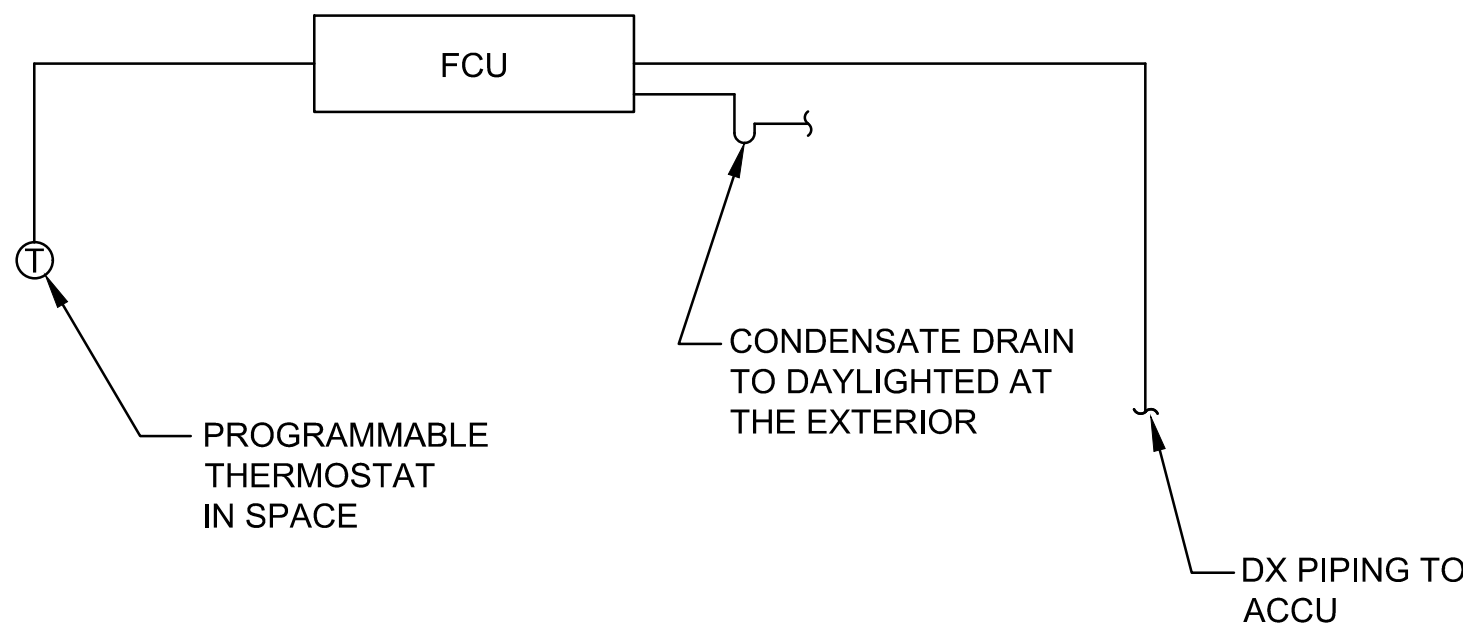 FCU
T
CONDENSATE DRAIN
TO DAYLIGHTED AT
THE EXTERIOR
PROGRAMMABLE
THERMOSTAT
IN SPACE
DX PIPING TO
ACCU